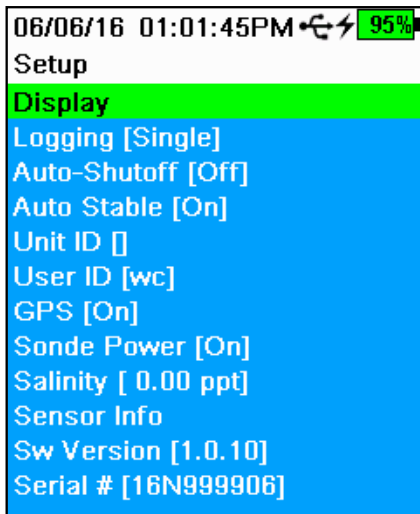 06/06/16 01:01:45PM 95%
Setup
Display
Logging [Single]
Auto-Shutoff [Off]
Auto Stable [On]
Unit ID []
User ID [wc]
GPS [On]
Sonde Power [On]
Salinity [ 0.00 ppt]
Sensor Info
Sw Version [1.0.10]
Serial # [16N999906]